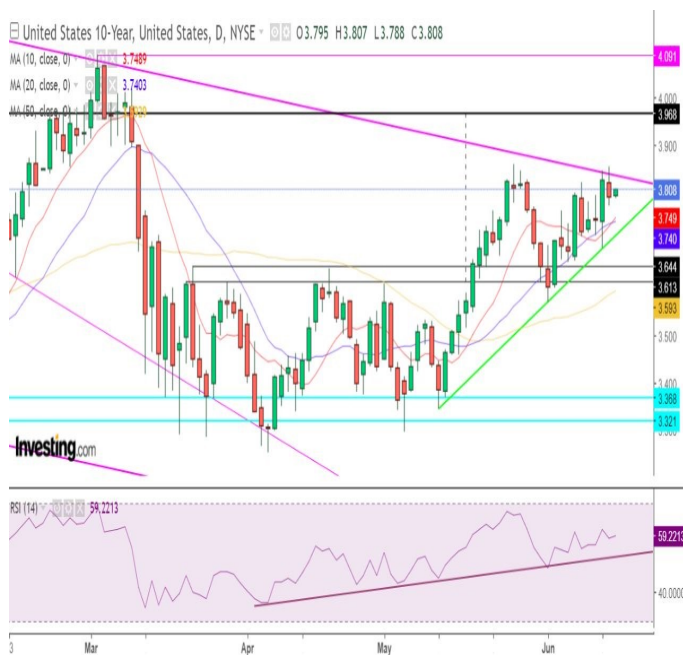 United States 10-Year, United States, D, NYSE O3.795 H3.807 L3.788 C3.808
MA (10, close, 0) 3.7489
MA (20, close, 0) 3.7403
MA (50, close, 0)
4.091
4.000
3.968
3.900
3.808
3.749
3.740
3.644
3.613
3.593
3.500
3.400
3.368
3.321
Investing.com
RSI (14) 59.2213
59.2213
40.0000
3 Mar Apr May Jun